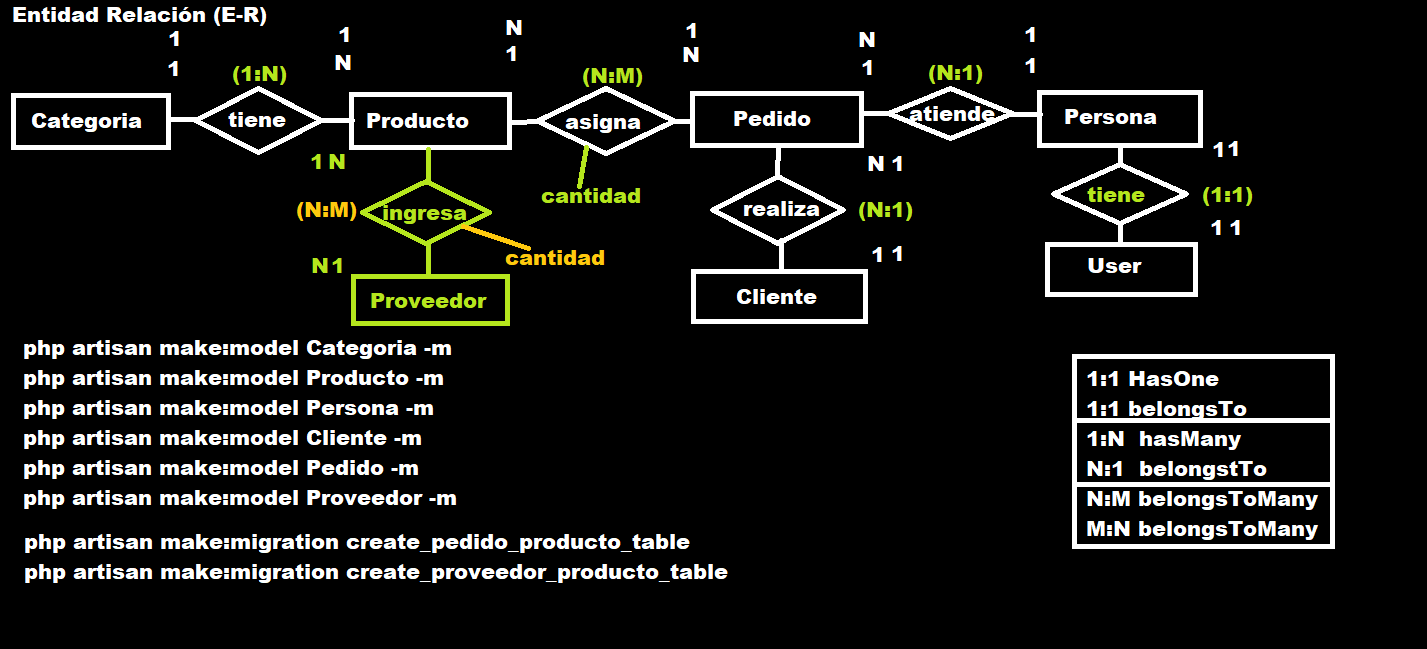 Entidad Relación (E-R)
1 1 N 1 N 1
1 N 1 N 1 1
(1:N) (N:M) (N:1)
Categoria tiene Producto asigna Pedido atiende Persona
1 N N 1 1 1
cantidad tiene (1:1)
(N:M) ingresa realiza (N:1)
1 1
cantidad 1 1
N 1 User
Proveedor Cliente
php artisan make:model Categoria -m
php artisan make:model Producto -m
php artisan make:model Persona -m
php artisan make:model Cliente -m
php artisan make:model Pedido -m
php artisan make:model Proveedor -m
php artisan make:migration create_pedido_producto_table
php artisan make:migration create_proveedor_producto_table
1:1 HasOne
1:1 belongsTo
1:N hasMany
N:1 belongstTo
N:M belongsToMany
M:N belongsToMany